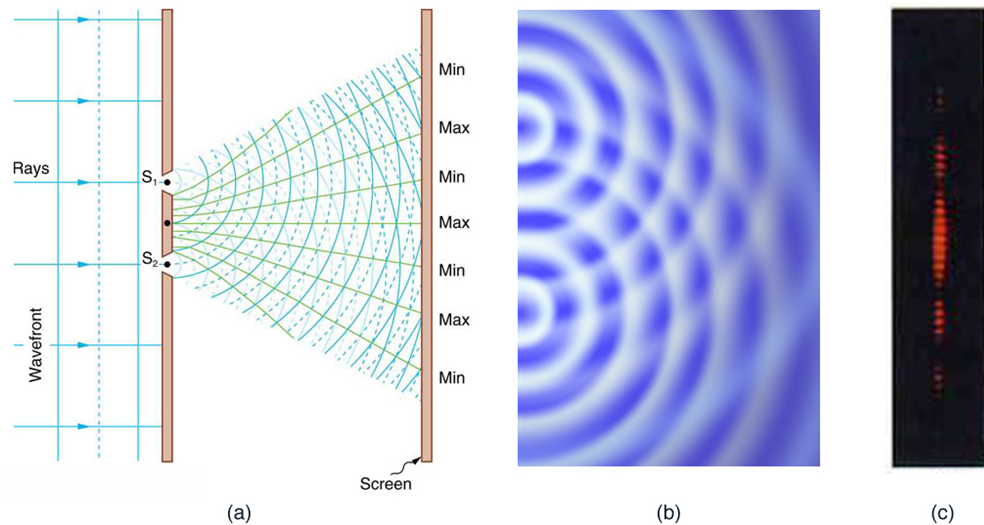 Rays
Wavefront
S1
S2
Min
Max
Min
Max
Min
Max
Min
Screen
(a)
(b)
(c)